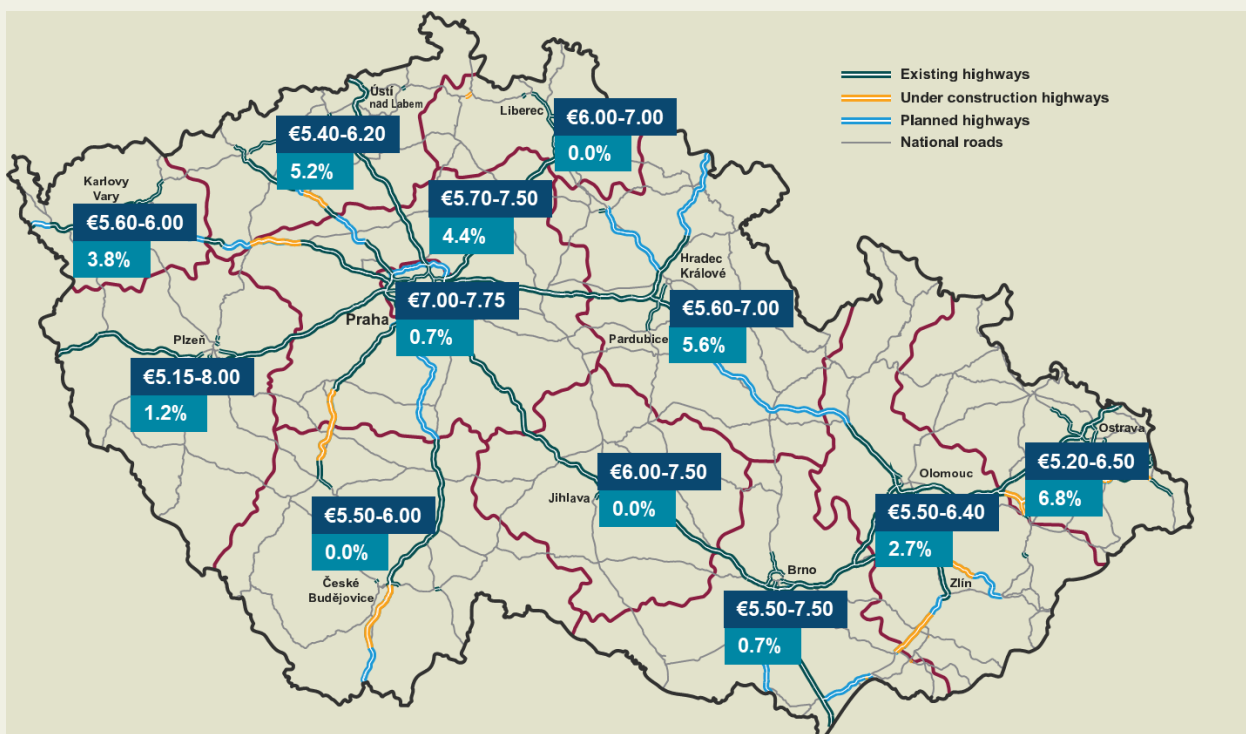 Existing highways
Under construction highways
Planned highways
National roads
Ústí
nad Labem
€5.40-6.20
5.2%
Liberec
€6.00-7.00
0.0%
Karlovy
Vary
€5.60-6.00
3.8%
€5.70-7.50
4.4%
Praha
€7.00-7.75
0.7%
Hradec
Králové
Pardubice
€5.60-7.00
5.6%
Plzeň
€5.15-8.00
1.2%
€5.50-6.00
0.0%
České
Budějovice
Jihlava
€6.00-7.50
0.0%
Brno
€5.50-7.50
0.7%
Olomouc
€5.50-6.40
2.7%
Zlín
Ostrava
€5.20-6.50
6.8%